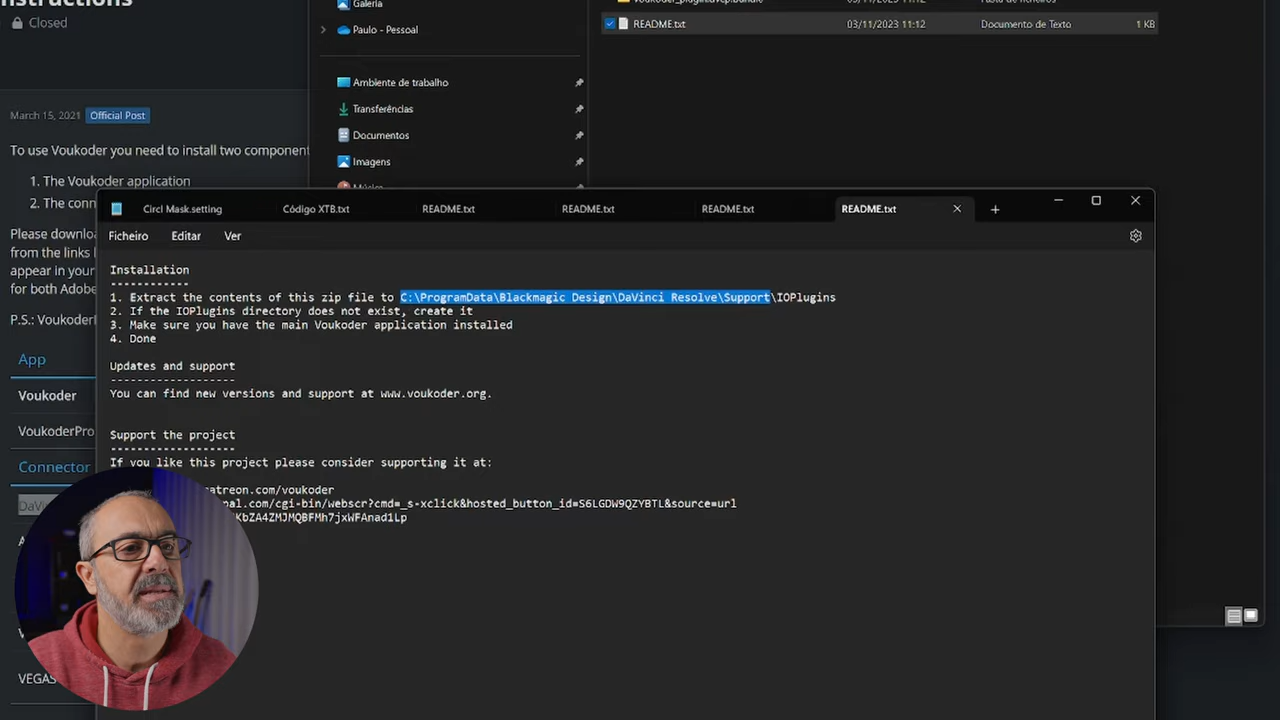 Closed
March 15, 2021 Official Post
To use Voukoder you need to install two component
1. The Voukoder application
2. The conn
Please downloa
from the links
appear in your
for both Adobe
App
Voukoder
VoukoderPro
Connector
VEGAS
Galeria
Paulo - Pessoal
Ambiente de trabalho
Transferências
Documentos
Imagens
03/11/2023 11:12
README.txt 03/11/2023 11:12 Documento de Texto 1 KB
Circl Mask.setting Código XTB.txt README.txt README.txt README.txt README.txt
Ficheiro Editar Ver
Installation
------------
1. Extract the contents of this zip file to C:\ProgramData\Blackmagic Design\DaVinci Resolve\Support\IOPlugins
2. If the IOPlugins directory does not exist, create it
3. Make sure you have the main Voukoder application installed
4. Done
Updates and support
-------------------
You can find new versions and support at www.voukoder.org.
Support the project
-------------------
If you like this project please consider supporting it at:
atreon.com/voukoder
pal.com/cgi-bin/webscr?cmd=_s-xclick&hosted_button_id=S6LGDW9QZYBTL&source=url
KbZA4ZMJMQBFMh7jxWFAnad1Lp